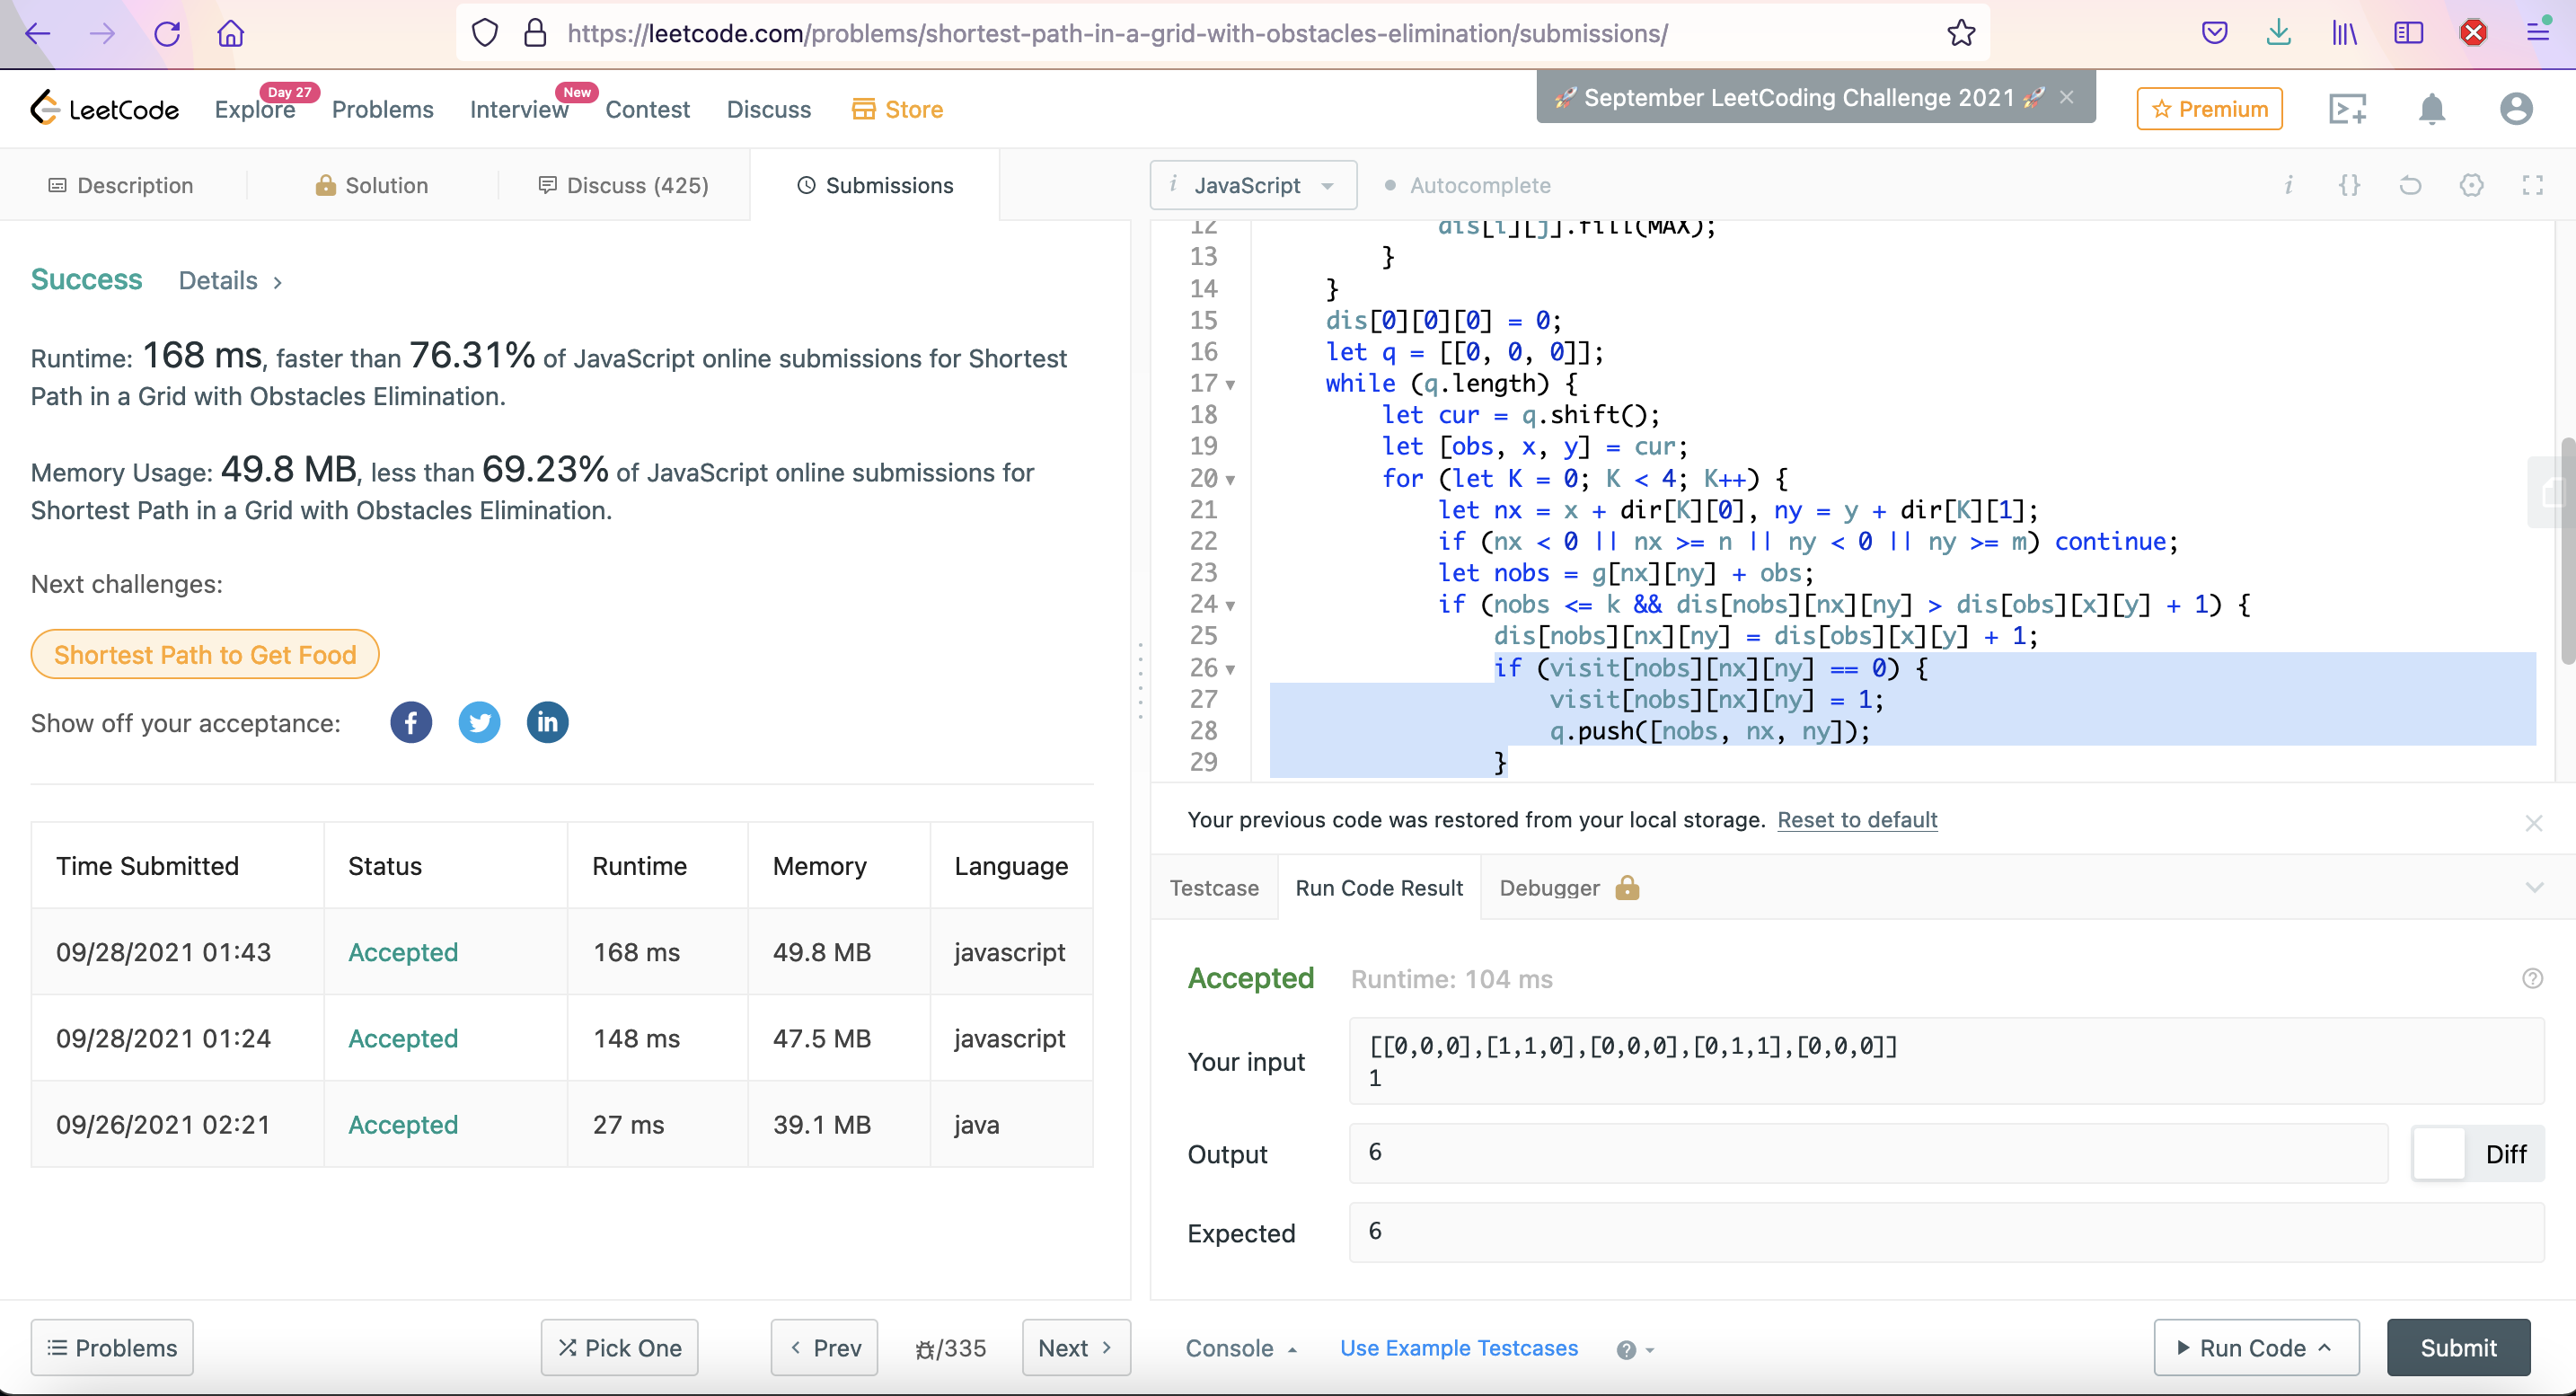 https://leetcode.com/problems/shortest-path-in-a-grid-with-obstacles-elimination/submissions/
LeetCode
Explore
Day 27
Problems
Interview
New
Contest
Discuss
Store
🚀 September LeetCoding Challenge 2021 🚀
Premium
Description
Solution
Discuss (425)
Submissions
Success
Details
Runtime: 168 ms, faster than 76.31% of JavaScript online submissions for Shortest
Path in a Grid with Obstacles Elimination.
Memory Usage: 49.8 MB, less than 69.23% of JavaScript online submissions for
Shortest Path in a Grid with Obstacles Elimination.
Next challenges:
Shortest Path to Get Food
Show off your acceptance:
Time Submitted Status Runtime Memory Language
09/28/2021 01:43 Accepted 168 ms 49.8 MB javascript
09/28/2021 01:24 Accepted 148 ms 47.5 MB javascript
09/26/2021 02:21 Accepted 27 ms 39.1 MB java
Problems
Pick One
Prev
/335
Next
i JavaScript
Autocomplete
12 dis[i][j].fill(MAX);
13 }
14 }
15 dis[0][0][0] = 0;
16 let q = [[0, 0, 0]];
17 while (q.length) {
18 let cur = q.shift();
19 let [obs, x, y] = cur;
20 for (let K = 0; K < 4; K++) {
21 let nx = x + dir[K][0], ny = y + dir[K][1];
22 if (nx < 0 || nx >= n || ny < 0 || ny >= m) continue;
23 let nobs = g[nx][ny] + obs;
24 if (nobs <= k && dis[nobs][nx][ny] > dis[obs][x][y] + 1) {
25 dis[nobs][nx][ny] = dis[obs][x][y] + 1;
26 if (visit[nobs][nx][ny] == 0) {
27 visit[nobs][nx][ny] = 1;
28 q.push([nobs, nx, ny]);
29 }
Your previous code was restored from your local storage. Reset to default
Testcase
Run Code Result
Debugger
Accepted
Runtime: 104 ms
Your input
[[0,0,0],[1,1,0],[0,0,0],[0,1,1],[0,0,0]]
1
Output
6
Diff
Expected
6
Console
Use Example Testcases
Run Code
Submit